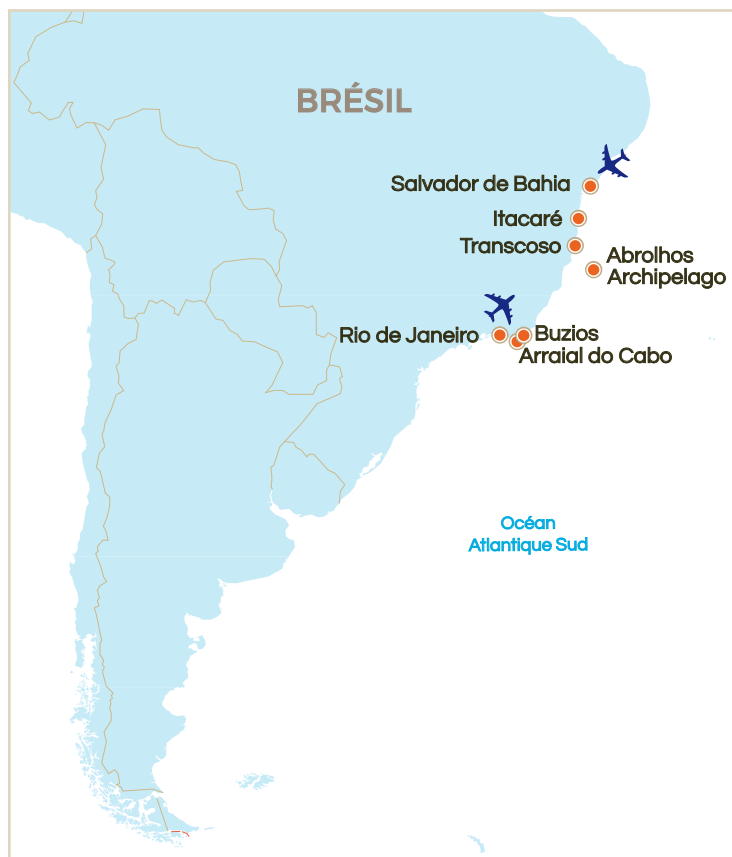 BRÉSIL
Salvador de Bahia
Itacaré
Transcoso
Abrolhos
Archipelago
Rio de Janeiro
Buzios
Arraial do Cabo
Océan
Atlantique Sud